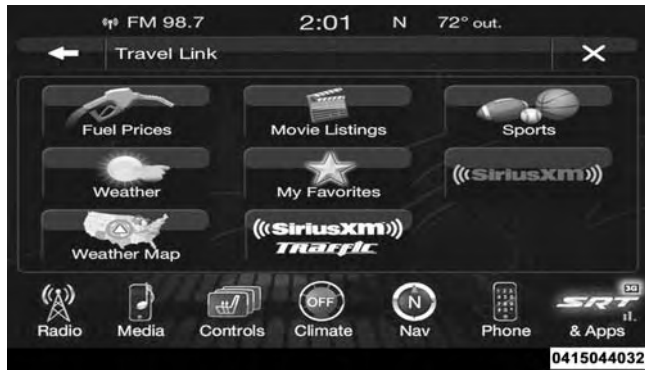 FM 98.7 2:01 N 72° out.
Travel Link
Fuel Prices Movie Listings Sports
Weather My Favorites ((SiriusXM))
Weather Map ((SiriusXM))
TRAFFIC
OFF N 3G
SRT
Radio Media Controls Climate Nav Phone & Apps
0415044032